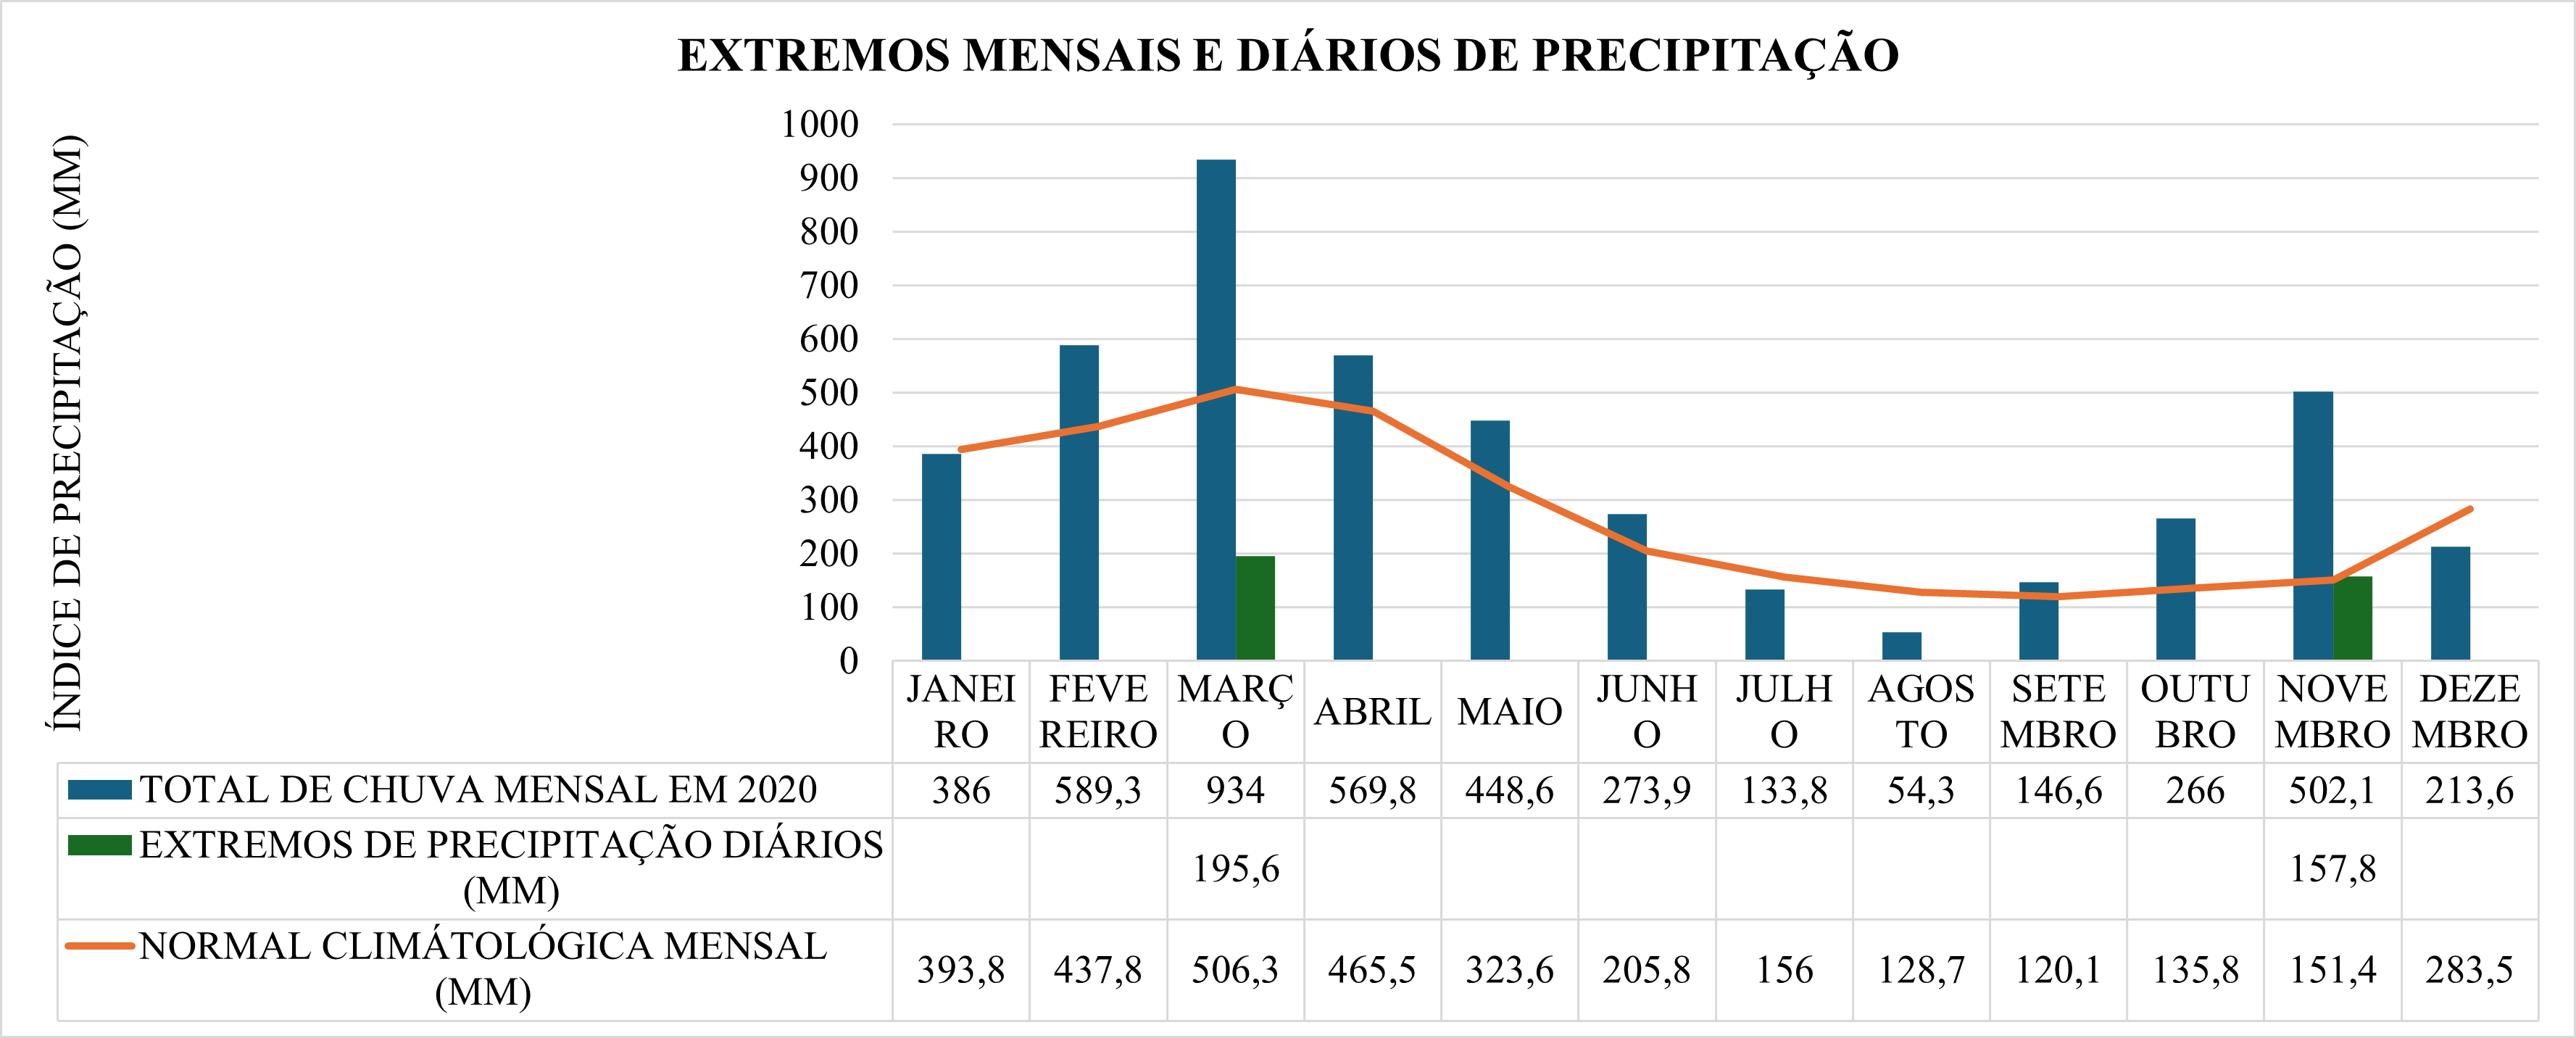 EXTREMOS MENSAIS E DIÁRIOS DE PRECIPITAÇÃO
ÍNDICE DE PRECIPITAÇÃO (MM)
1000
900
800
700
600
500
400
300
200
100
0
JANEI
RO
FEVE
REIRO
MARÇ
O
ABRIL
MAIO
JUNH
O
JULH
O
AGOS
TO
SETE
MBRO
OUTU
BRO
NOVE
MBRO
DEZE
MBRO
TOTAL DE CHUVA MENSAL EM 2020 386 589,3 934 569,8 448,6 273,9 133,8 54,3 146,6 266 502,1 213,6
EXTREMOS DE PRECIPITAÇÃO DIÁRIOS
(MM)
195,6 157,8
NORMAL CLIMÁTOLÓGICA MENSAL
(MM)
393,8 437,8 506,3 465,5 323,6 205,8 156 128,7 120,1 135,8 151,4 283,5